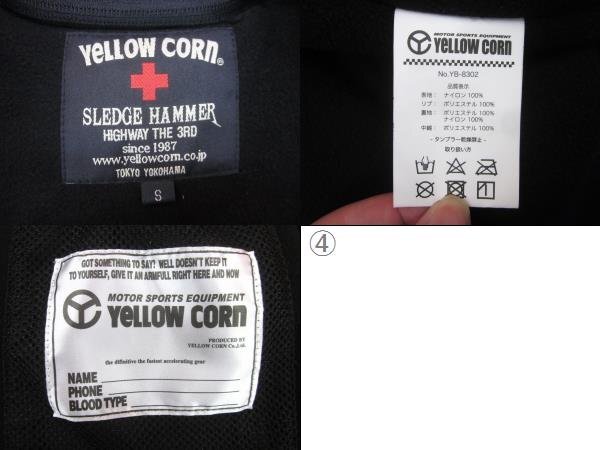 YeLLOW CORN®
SLEDGE HAMMER
HIGHWAY THE 3RD
since 1987
www.yellowcorn.co.jp
TOKYO YOKOHAMA
S
MOTOR SPORTS EQUIPMENT
YeLLOW CORN
No.YB-8302
品質表示
表地： ナイロン 100%
リブ： ポリエステル 100%
裏地： ポリエステル 100%
ナイロン 100%
中綿： ポリエステル 100%
- タンブラー乾燥禁止 -
取り扱い方
GOT SOMETHING TO SAY? WELL DOESN'T KEEP IT
TO YOURSELF, GIVE IT AN ARMFULL RIGHT HERE AND NOW
MOTOR SPORTS EQUIPMENT
YeLLOW CORN
PRODUCED BY
YELLOW CORN Co.,Ltd.
the difinitive the fastest accelerating gear
NAME
PHONE
BLOOD TYPE
④